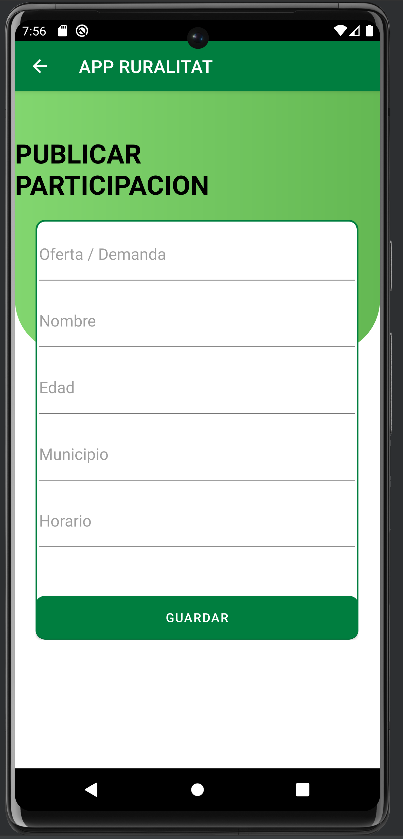 7:56
APP RURALITAT
PUBLICAR
PARTICIPACION
Oferta / Demanda
Nombre
Edad
Municipio
Horario
GUARDAR